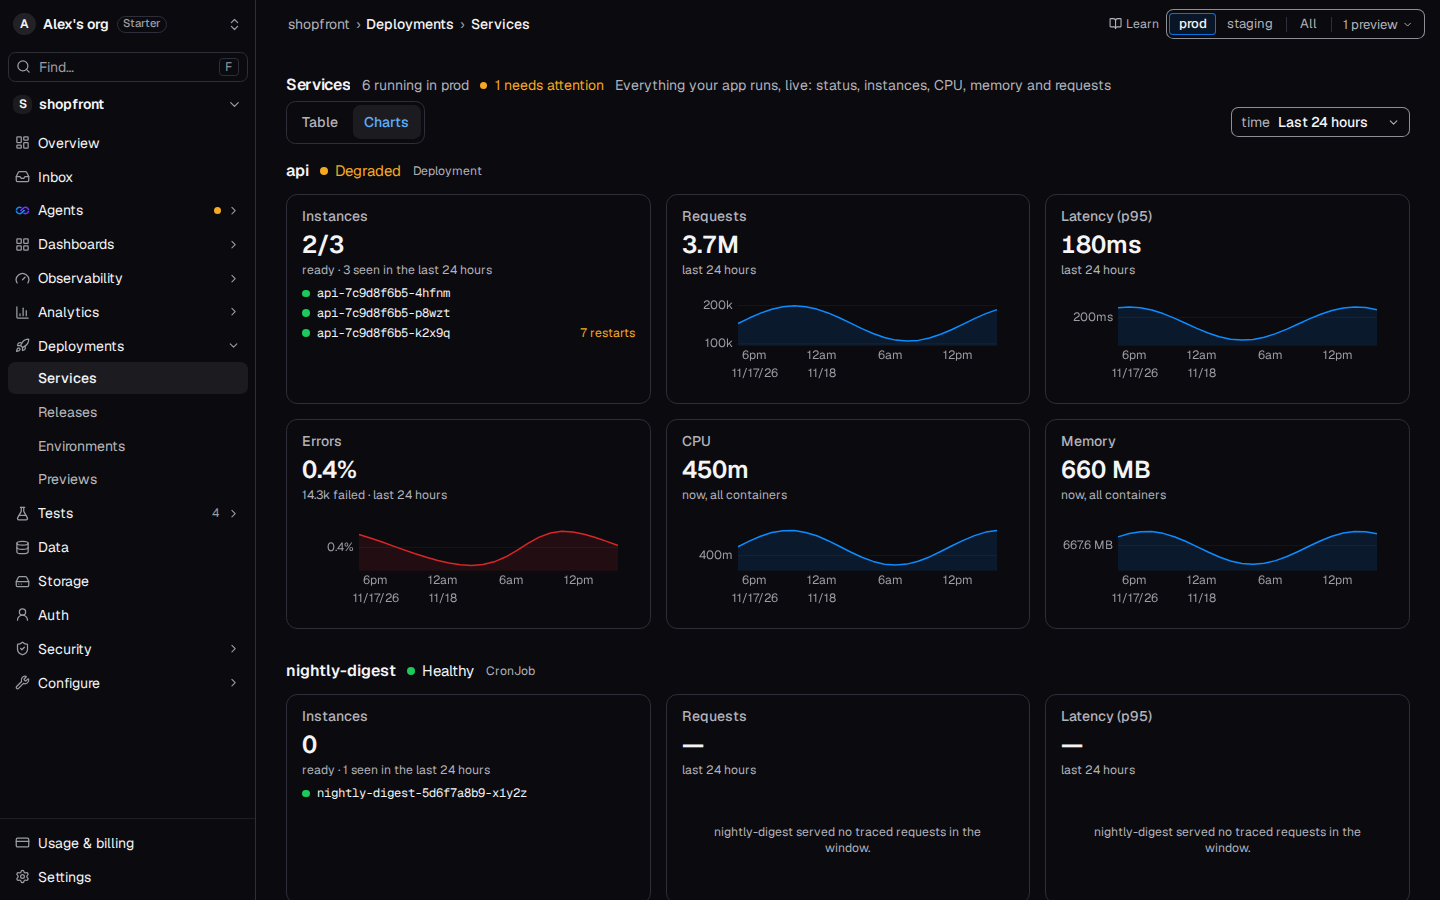 A Alex's org Starter
Find... F
S shopfront
Overview
Inbox
Agents
Dashboards
Observability
Analytics
Deployments
Services
Releases
Environments
Previews
Tests 4
Data
Storage
Auth
Security
Configure
Usage & billing
Settings
shopfront › Deployments › Services
Learn prod staging All 1 preview
Services 6 running in prod 1 needs attention Everything your app runs, live: status, instances, CPU, memory and requests
Table Charts
time Last 24 hours
api Degraded Deployment
Instances
2/3
ready · 3 seen in the last 24 hours
api-7c9d8f6b5-4hfnm
api-7c9d8f6b5-p8wzt
api-7c9d8f6b5-k2x9q 7 restarts
Requests
3.7M
last 24 hours
200k
100k
6pm 12am 6am 12pm
11/17/26 11/18
Latency (p95)
180ms
last 24 hours
200ms
6pm 12am 6am 12pm
11/17/26 11/18
Errors
0.4%
14.3k failed · last 24 hours
0.4%
6pm 12am 6am 12pm
11/17/26 11/18
CPU
450m
now, all containers
400m
6pm 12am 6am 12pm
11/17/26 11/18
Memory
660 MB
now, all containers
667.6 MB
6pm 12am 6am 12pm
11/17/26 11/18
nightly-digest Healthy CronJob
Instances
0
ready · 1 seen in the last 24 hours
nightly-digest-5d6f7a8b9-x1y2z
Requests
—
last 24 hours
nightly-digest served no traced requests in the
window.
Latency (p95)
—
last 24 hours
nightly-digest served no traced requests in the
window.